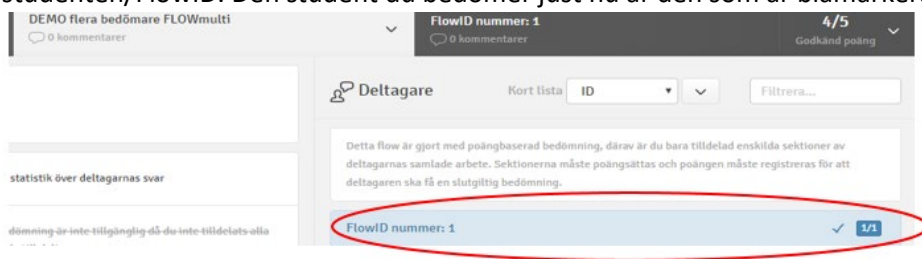 studenten, FlowID. Den student du bedömer just nu är den som är blåmarkera
DEMO flera bedömare FLOWmulti
0 kommentarer
FlowID nummer: 1
0 kommentarer
4/5
Godkänd poäng
Deltagare
Kort lista
ID
Filtrera...
Detta flow är gjort med poängbaserad bedömning, därav är du bara tilldelad enskilda sektioner av
deltagarnas samlade arbete. Sektionerna måste poängsättas och poängen måste registreras för att
deltagaren ska få en slutgiltig bedömning.
statistik över deltagarnas svar
dömning är inte tillgänglig då du inte tilldelats alla
FlowID nummer: 1
1/1